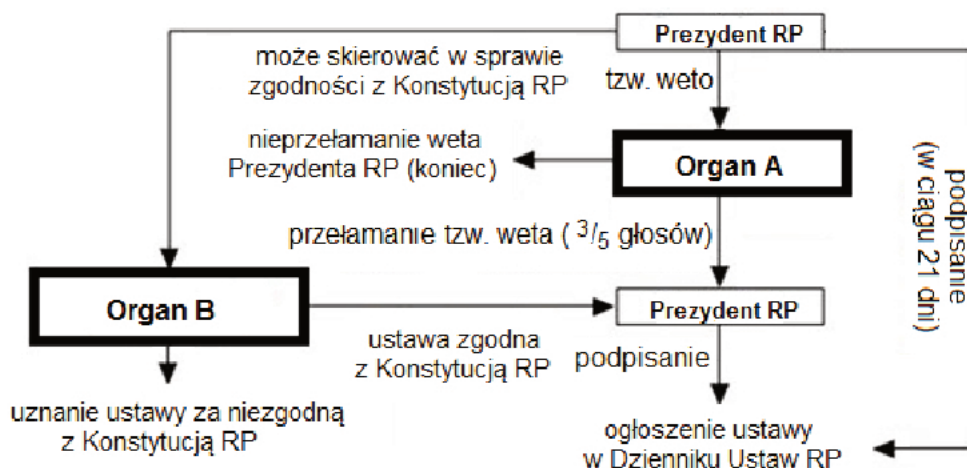 Prezydent RP
może skierować w sprawie
zgodności z Konstytucją RP
tzw. weto
nieprzełamanie weta
Prezydenta RP (koniec)
Organ A
podpisanie
(w ciągu 21 dni)
przełamanie tzw. weta ( 3/5 głosów)
Organ B
Prezydent RP
ustawa zgodna
z Konstytucją RP
podpisanie
uznanie ustawy za niezgodną
z Konstytucją RP
ogłoszenie ustawy
w Dzienniku Ustaw RP